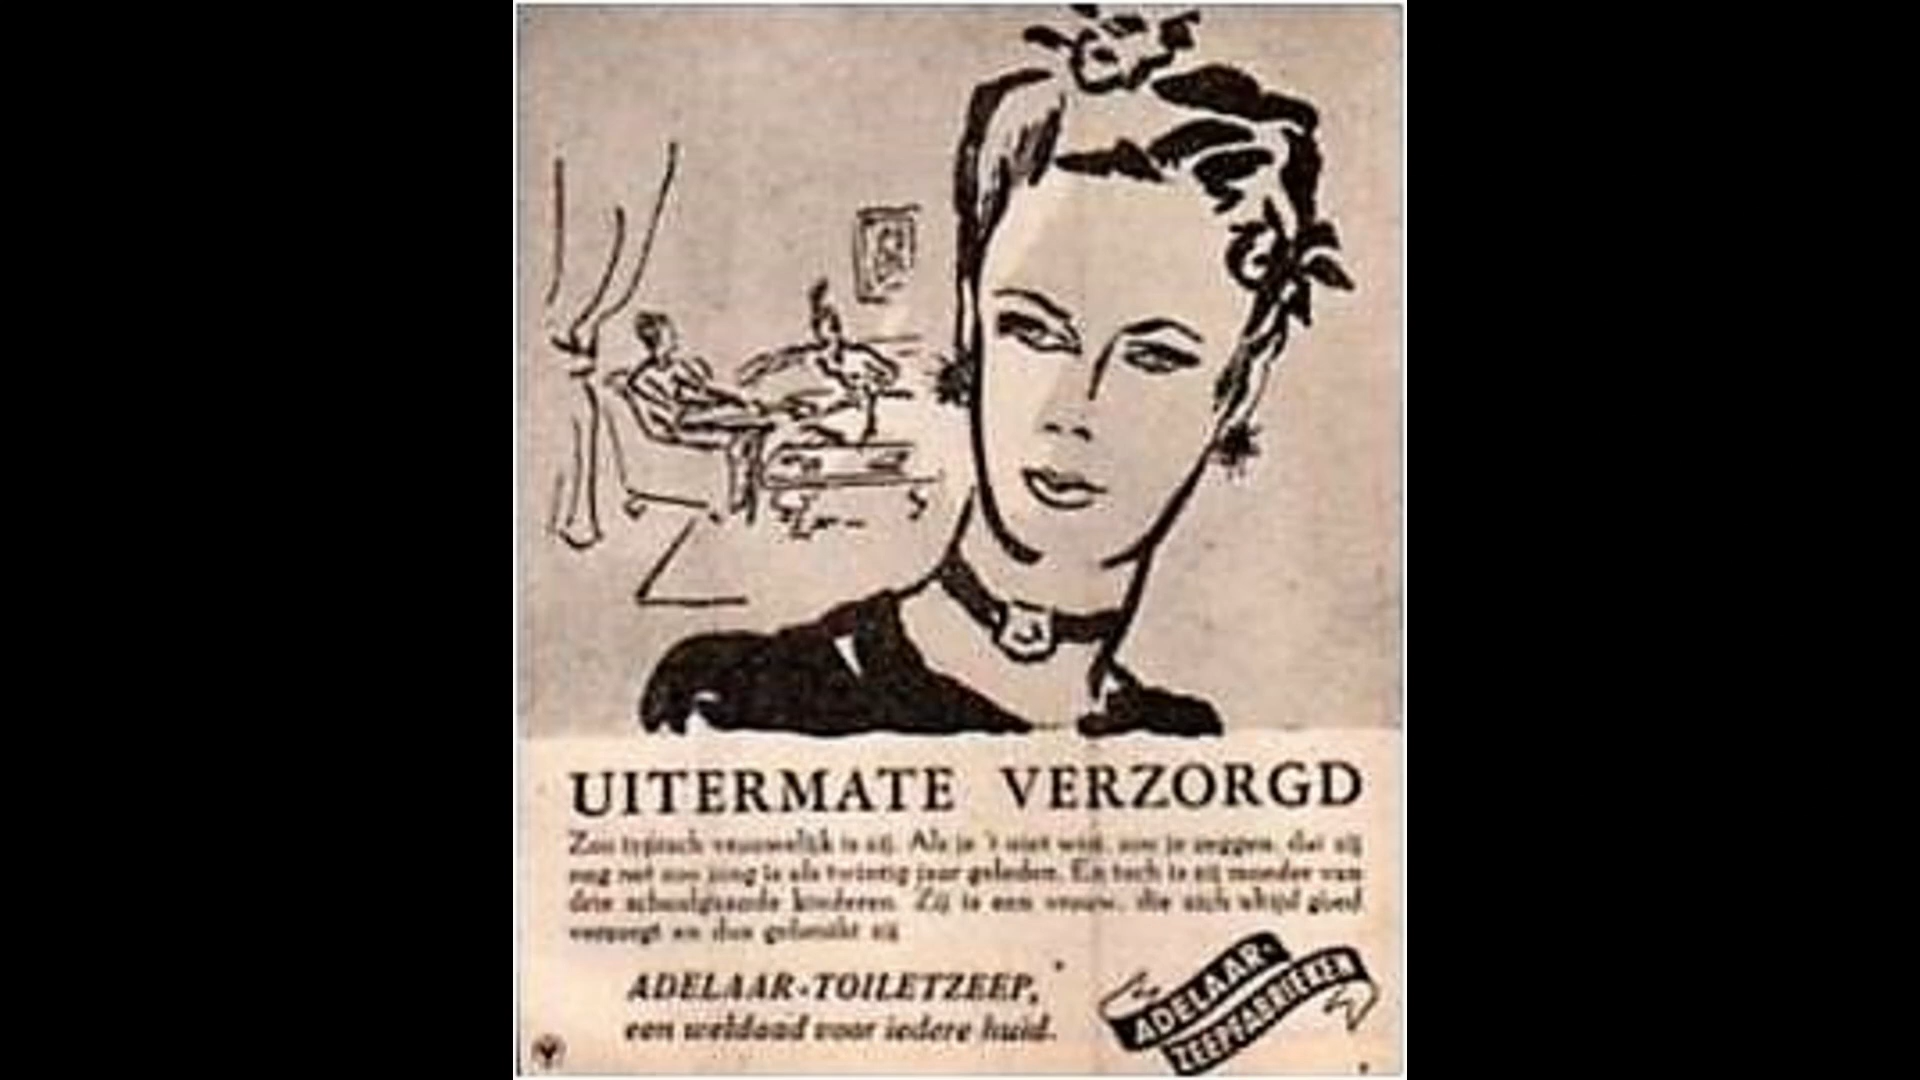 UITERMATE VERZORGD
Zoo typisch vrouwelijk is zij. Als je 't niet wist, zou je zeggen, dat zij
nog net zoo jong is als twintig jaar geleden. En toch is zij moeder van
drie schoolgaande kinderen. Zij is een vrouw, die zich altijd goed
verzorgt en dus gebruikt zij
ADELAAR-TOILETZEEP,
een weldaad voor iedere huid.
ADELAAR-
ZEEPFABRIEKEN